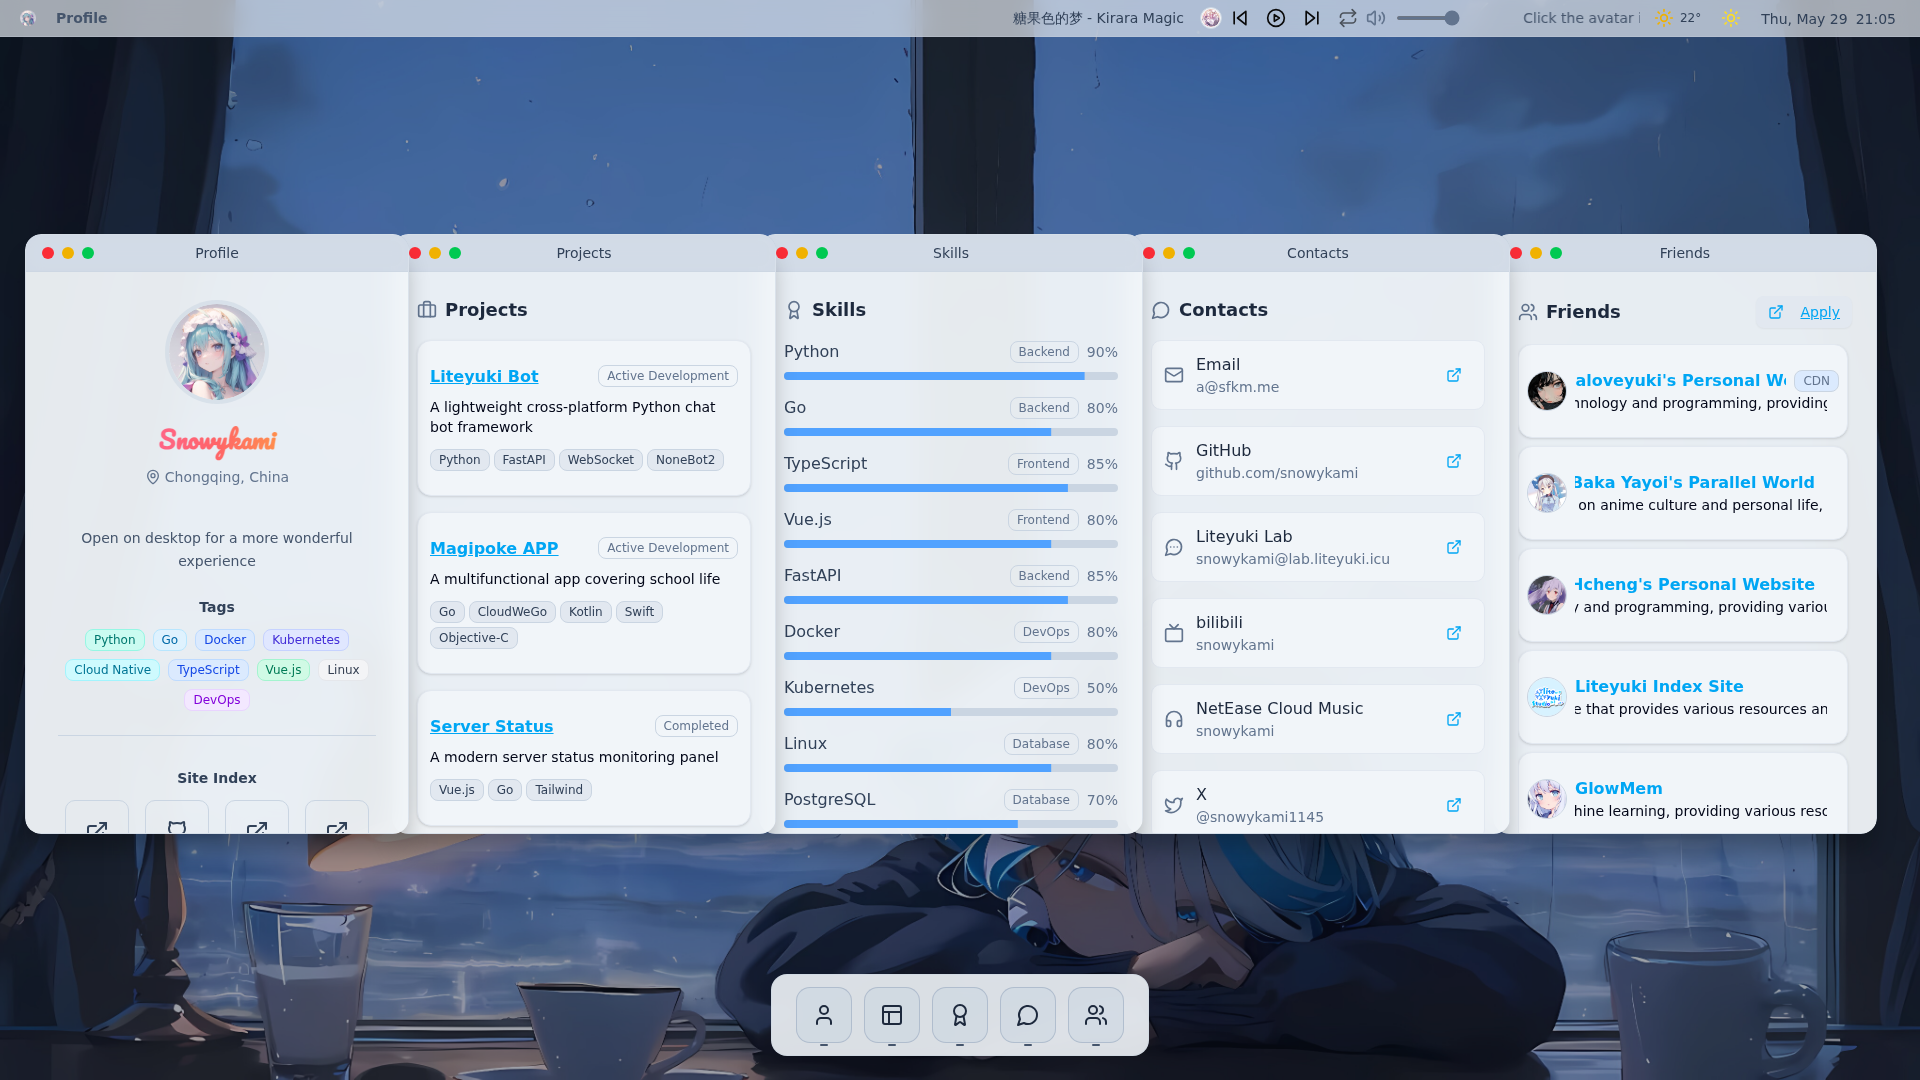 Profile
糖果色的梦 - Kirara Magic
Click the avatar i
22°
Thu, May 29 21:05
Profile
Snowykami
Chongqing, China
Open on desktop for a more wonderful
experience
Tags
Python Go Docker Kubernetes
Cloud Native TypeScript Vue.js Linux
DevOps
Site Index
Projects
Projects
Liteyuki Bot Active Development
A lightweight cross-platform Python chat
bot framework
Python FastAPI WebSocket NoneBot2
Magipoke APP Active Development
A multifunctional app covering school life
Go CloudWeGo Kotlin Swift
Objective-C
Server Status Completed
A modern server status monitoring panel
Vue.js Go Tailwind
Skills
Skills
Python Backend 90%
Go Backend 80%
TypeScript Frontend 85%
Vue.js Frontend 80%
FastAPI Backend 85%
Docker DevOps 80%
Kubernetes DevOps 50%
Linux Database 80%
PostgreSQL Database 70%
Contacts
Contacts
Email
a@sfkm.me
GitHub
github.com/snowykami
Liteyuki Lab
snowykami@lab.liteyuki.icu
bilibili
snowykami
NetEase Cloud Music
snowykami
X
@snowykami1145
Friends
Friends Apply
aloveyuki's Personal We CDN
nnology and programming, providing
Baka Yayoi's Parallel World
on anime culture and personal life,
Hcheng's Personal Website
y and programming, providing variou
Liteyuki Index Site
e that provides various resources an
GlowMem
hine learning, providing various reso